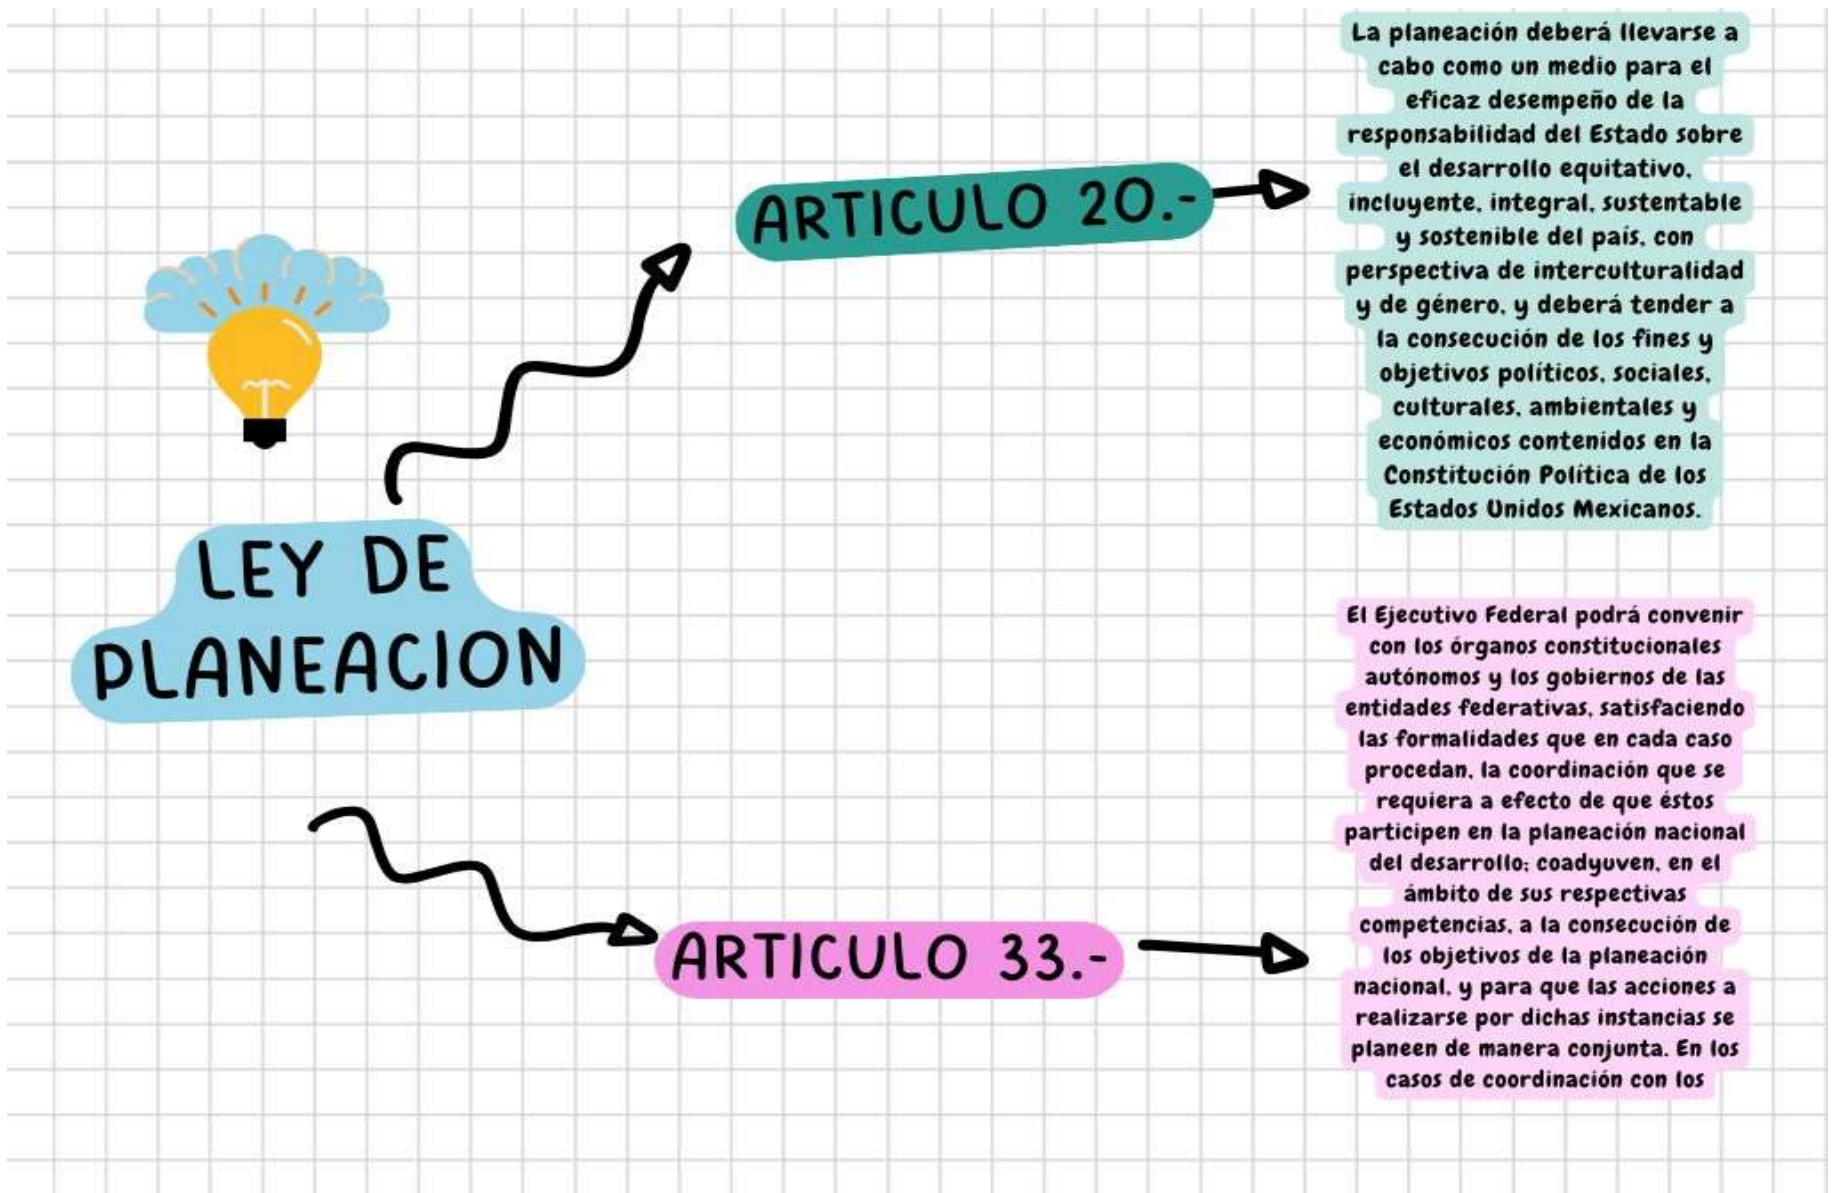 LEY DE
PLANEACION
ARTICULO 20.-
La planeación deberá llevarse a
cabo como un medio para el
eficaz desempeño de la
responsabilidad del Estado sobre
el desarrollo equitativo,
incluyente, integral, sustentable
y sostenible del país, con
perspectiva de interculturalidad
y de género, y deberá tender a
la consecución de los fines y
objetivos políticos, sociales,
culturales, ambientales y
económicos contenidos en la
Constitución Política de los
Estados Unidos Mexicanos.
ARTICULO 33.-
El Ejecutivo Federal podrá convenir
con los órganos constitucionales
autónomos y los gobiernos de las
entidades federativas, satisfaciendo
las formalidades que en cada caso
procedan, la coordinación que se
requiera a efecto de que éstos
participen en la planeación nacional
del desarrollo; coadyuven, en el
ámbito de sus respectivas
competencias, a la consecución de
los objetivos de la planeación
nacional, y para que las acciones a
realizarse por dichas instancias se
planeen de manera conjunta. En los
casos de coordinación con los